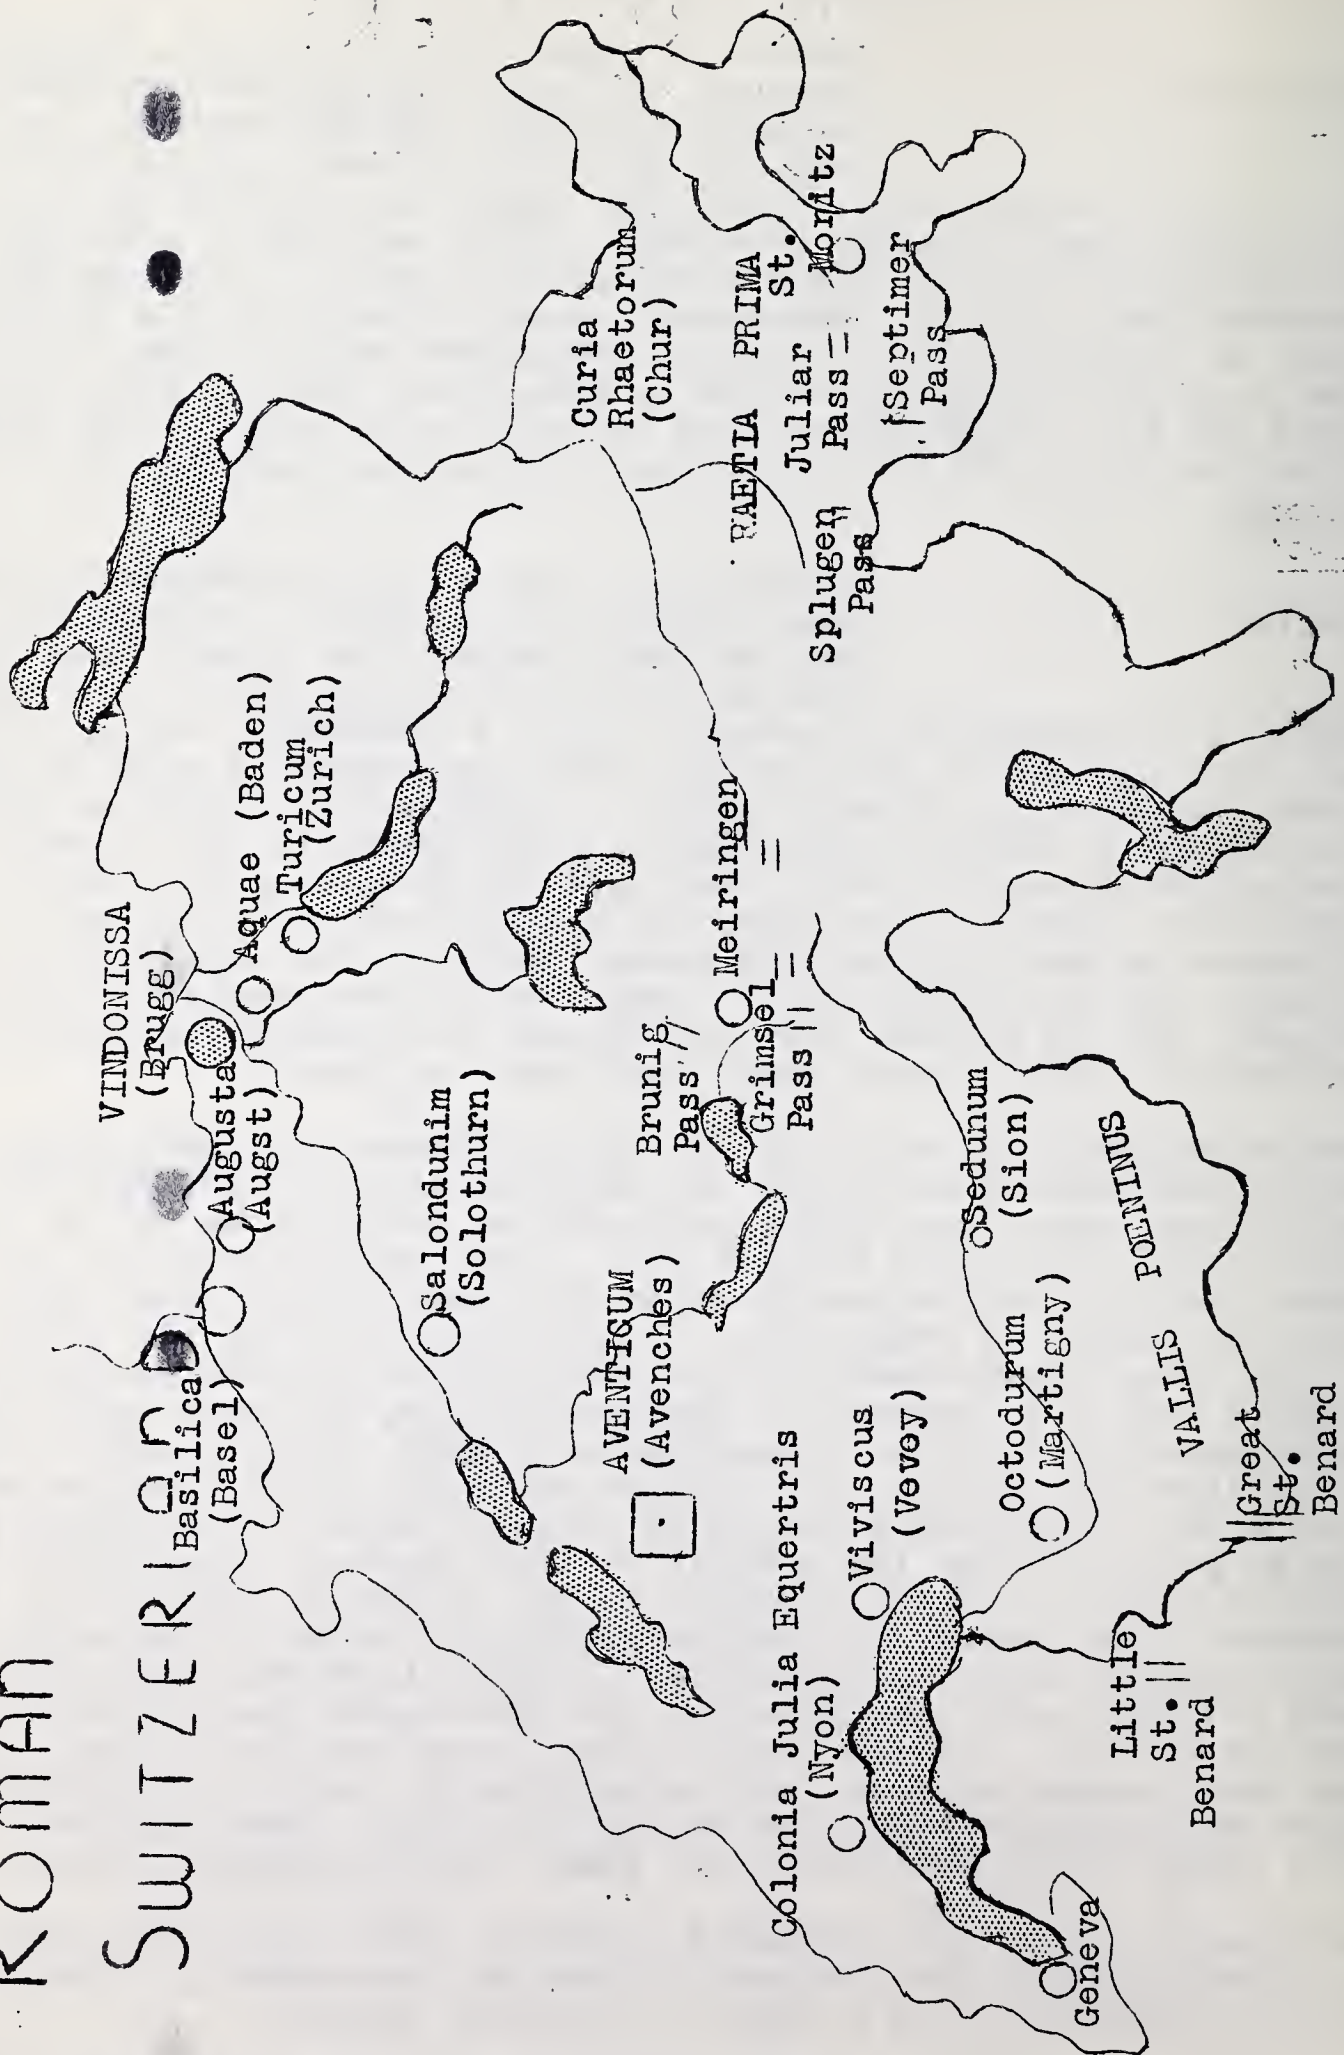 ROMAN
SWITZERLAND
VINDONISSA
(Brugg)
Basilica
(Basel)
Augusta
(Augst)
Aquae (Baden)
Turicum
(Zurich)
Salondunim
(Solothurn)
Curia
Rhaetorum
(Chur)
AVENTICUM
(Avenches)
Brunig
Pass
Meiringen
Grimsel
Pass
RAETIA PRIMA
Juliar
Pass
St.
Moritz
Splugen
Pass
Septimer
Pass
Colonia Julia Equertris
(Nyon)
Viviscus
(Vevey)
Sedunum
(Sion)
Octodurum
(Martigny)
VALLIS POENINUS
Geneva
Little
St.
Benard
Great
St.
Benard